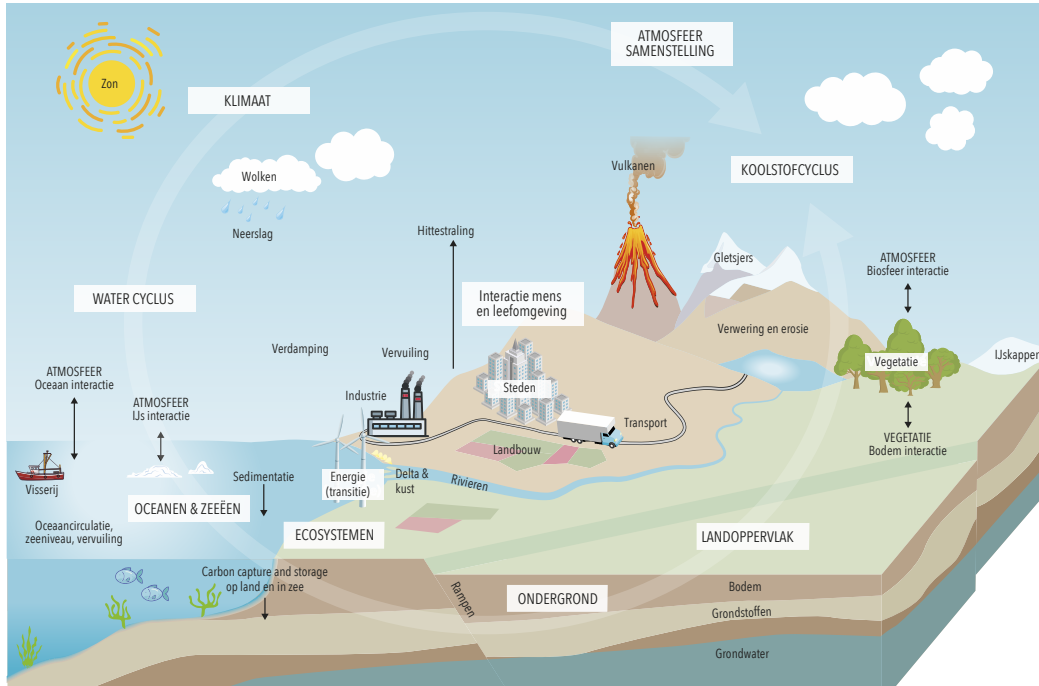 ATMOSFEER
SAMENSTELLING
Zon
KLIMAAT
KOOLSTOFCYCLUS
Vulkanen
Wolken
Neerslag
Hittestraling
Gletsjers
ATMOSFEER
Biosfeer interactie
WATER CYCLUS
Interactie mens
en leefomgeving
Verwering en erosie
Verdamping
Vervuiling
Vegetatie
IJskappen
ATMOSFEER
Oceaan interactie
ATMOSFEER
IJs interactie
Industrie
Steden
Transport
VEGETATIE
Bodem interactie
Landbouw
Visserij
Sedimentatie
Energie
(transitie)
Delta &
kust
Rivieren
OCEANEN & ZEEËEN
Oceaancirculatie,
zeeniveau, vervuiling
ECOSYSTEMEN
LANDOPPERVLAK
Carbon capture and storage
op land en in zee
Rampen
ONDERGROND
Bodem
Grondstoffen
Grondwater